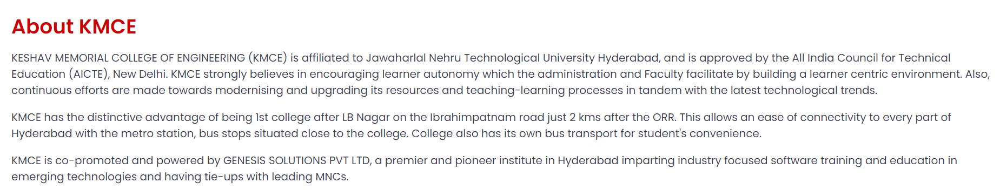 About KMCE
KESHAV MEMORIAL COLLEGE OF ENGINEERING (KMCE) is affiliated to Jawaharlal Nehru Technological University Hyderabad, and is approved by the All India Council for Technical
Education (AICTE), New Delhi. KMCE strongly believes in encouraging learner autonomy which the administration and Faculty facilitate by building a learner centric environment. Also,
continuous efforts are made towards modernising and upgrading its resources and teaching-learning processes in tandem with the latest technological trends.
KMCE has the distinctive advantage of being 1st college after LB Nagar on the Ibrahimpatnam road just 2 kms after the ORR. This allows an ease of connectivity to every part of
Hyderabad with the metro station, bus stops situated close to the college. College also has its own bus transport for student's convenience.
KMCE is co-promoted and powered by GENESIS SOLUTIONS PVT LTD, a premier and pioneer institute in Hyderabad imparting industry focused software training and education in
emerging technologies and having tie-ups with leading MNCs.